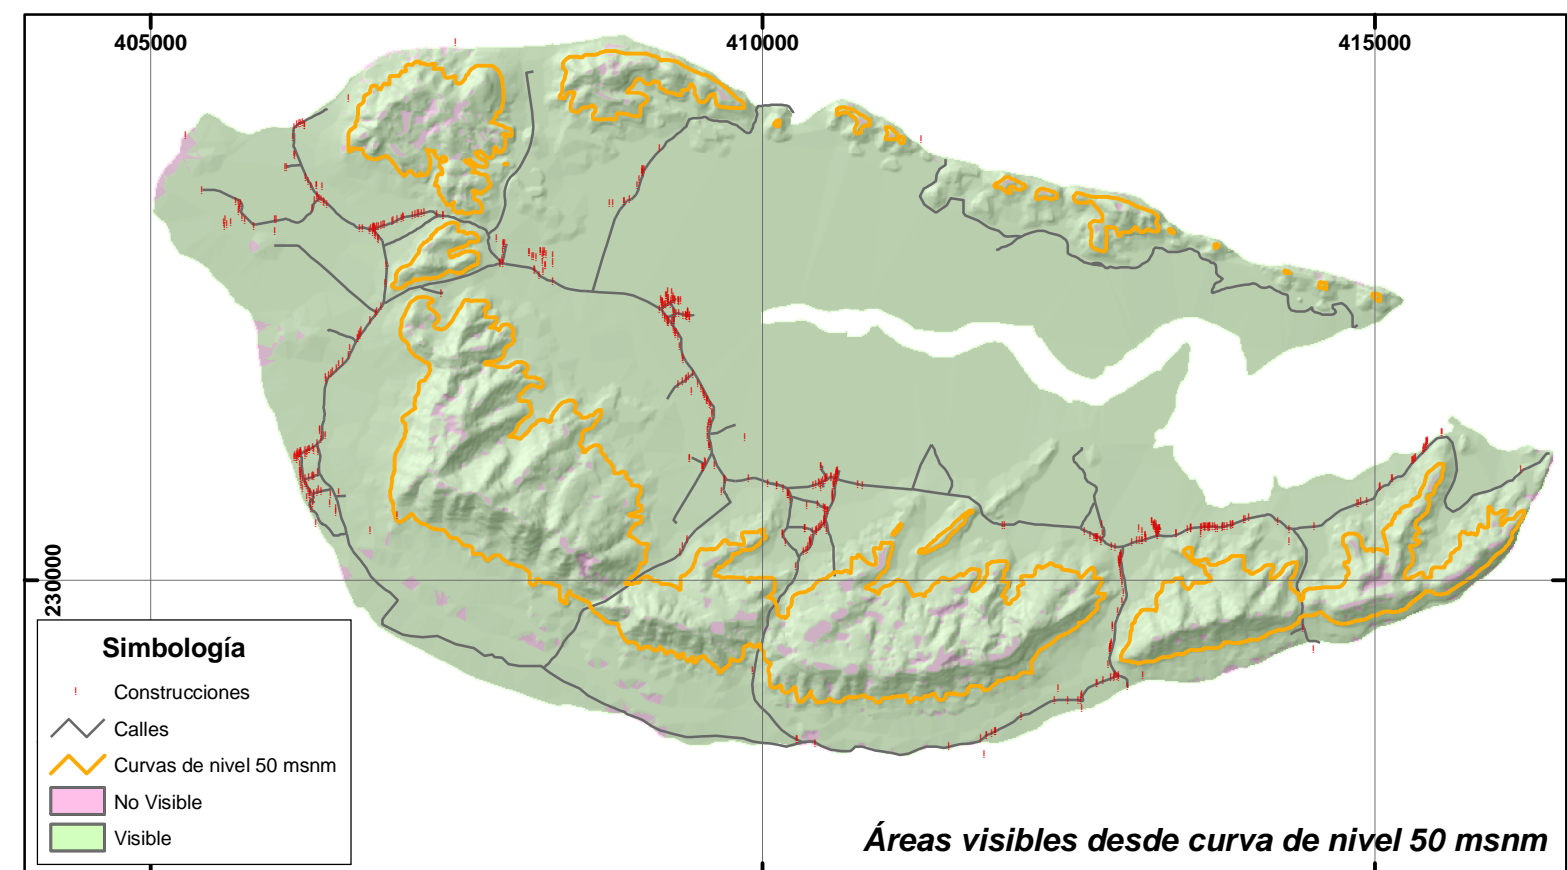 405000
410000
415000
230000
Simbología
Construcciones
Calles
Curvas de nivel 50 msnm
No Visible
Visible
Áreas visibles desde curva de nivel 50 msnm